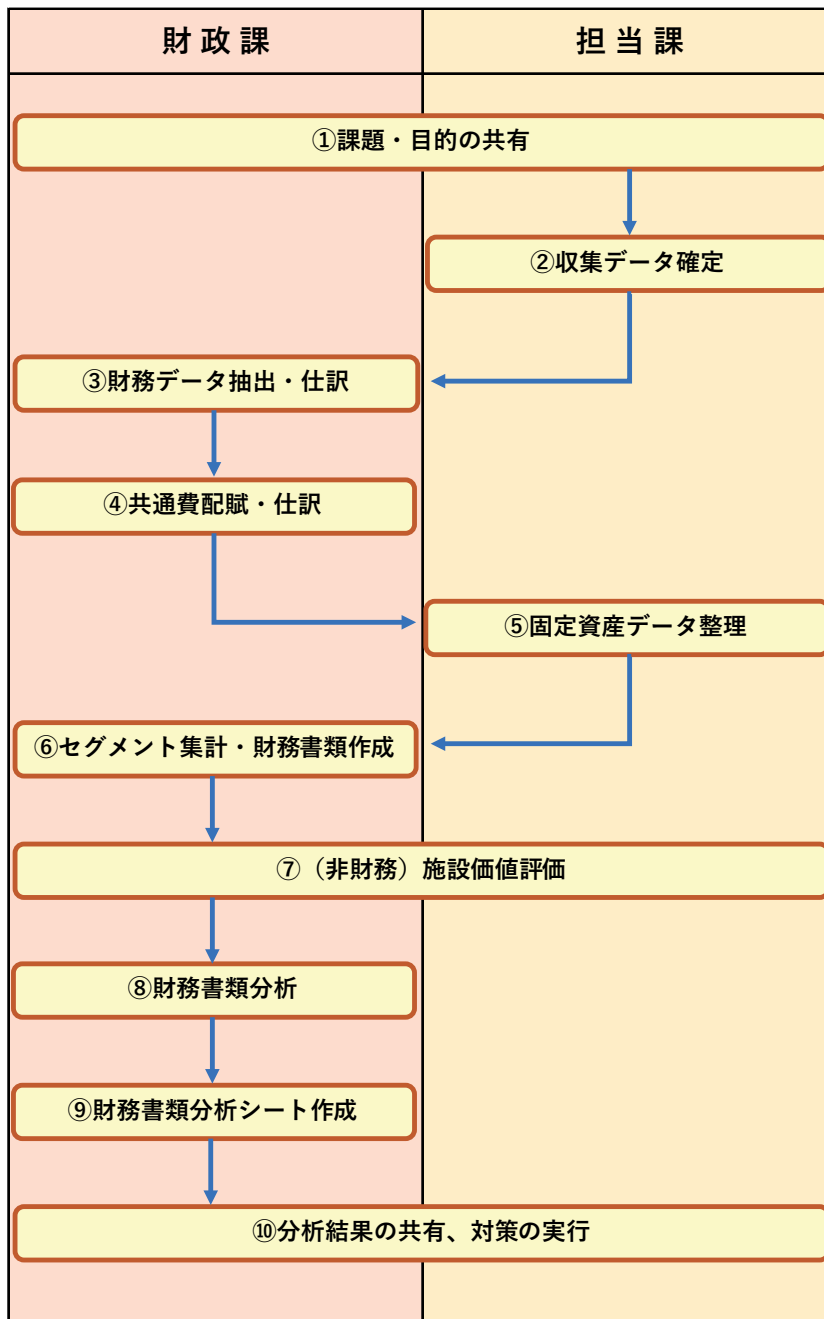 財政課
担当課
①課題・目的の共有
②収集データ確定
③財務データ抽出・仕訳
④共通費配賦・仕訳
⑤固定資産データ整理
⑥セグメント集計・財務書類作成
⑦（非財務）施設価値評価
⑧財務書類分析
⑨財務書類分析シート作成
⑩分析結果の共有、対策の実行